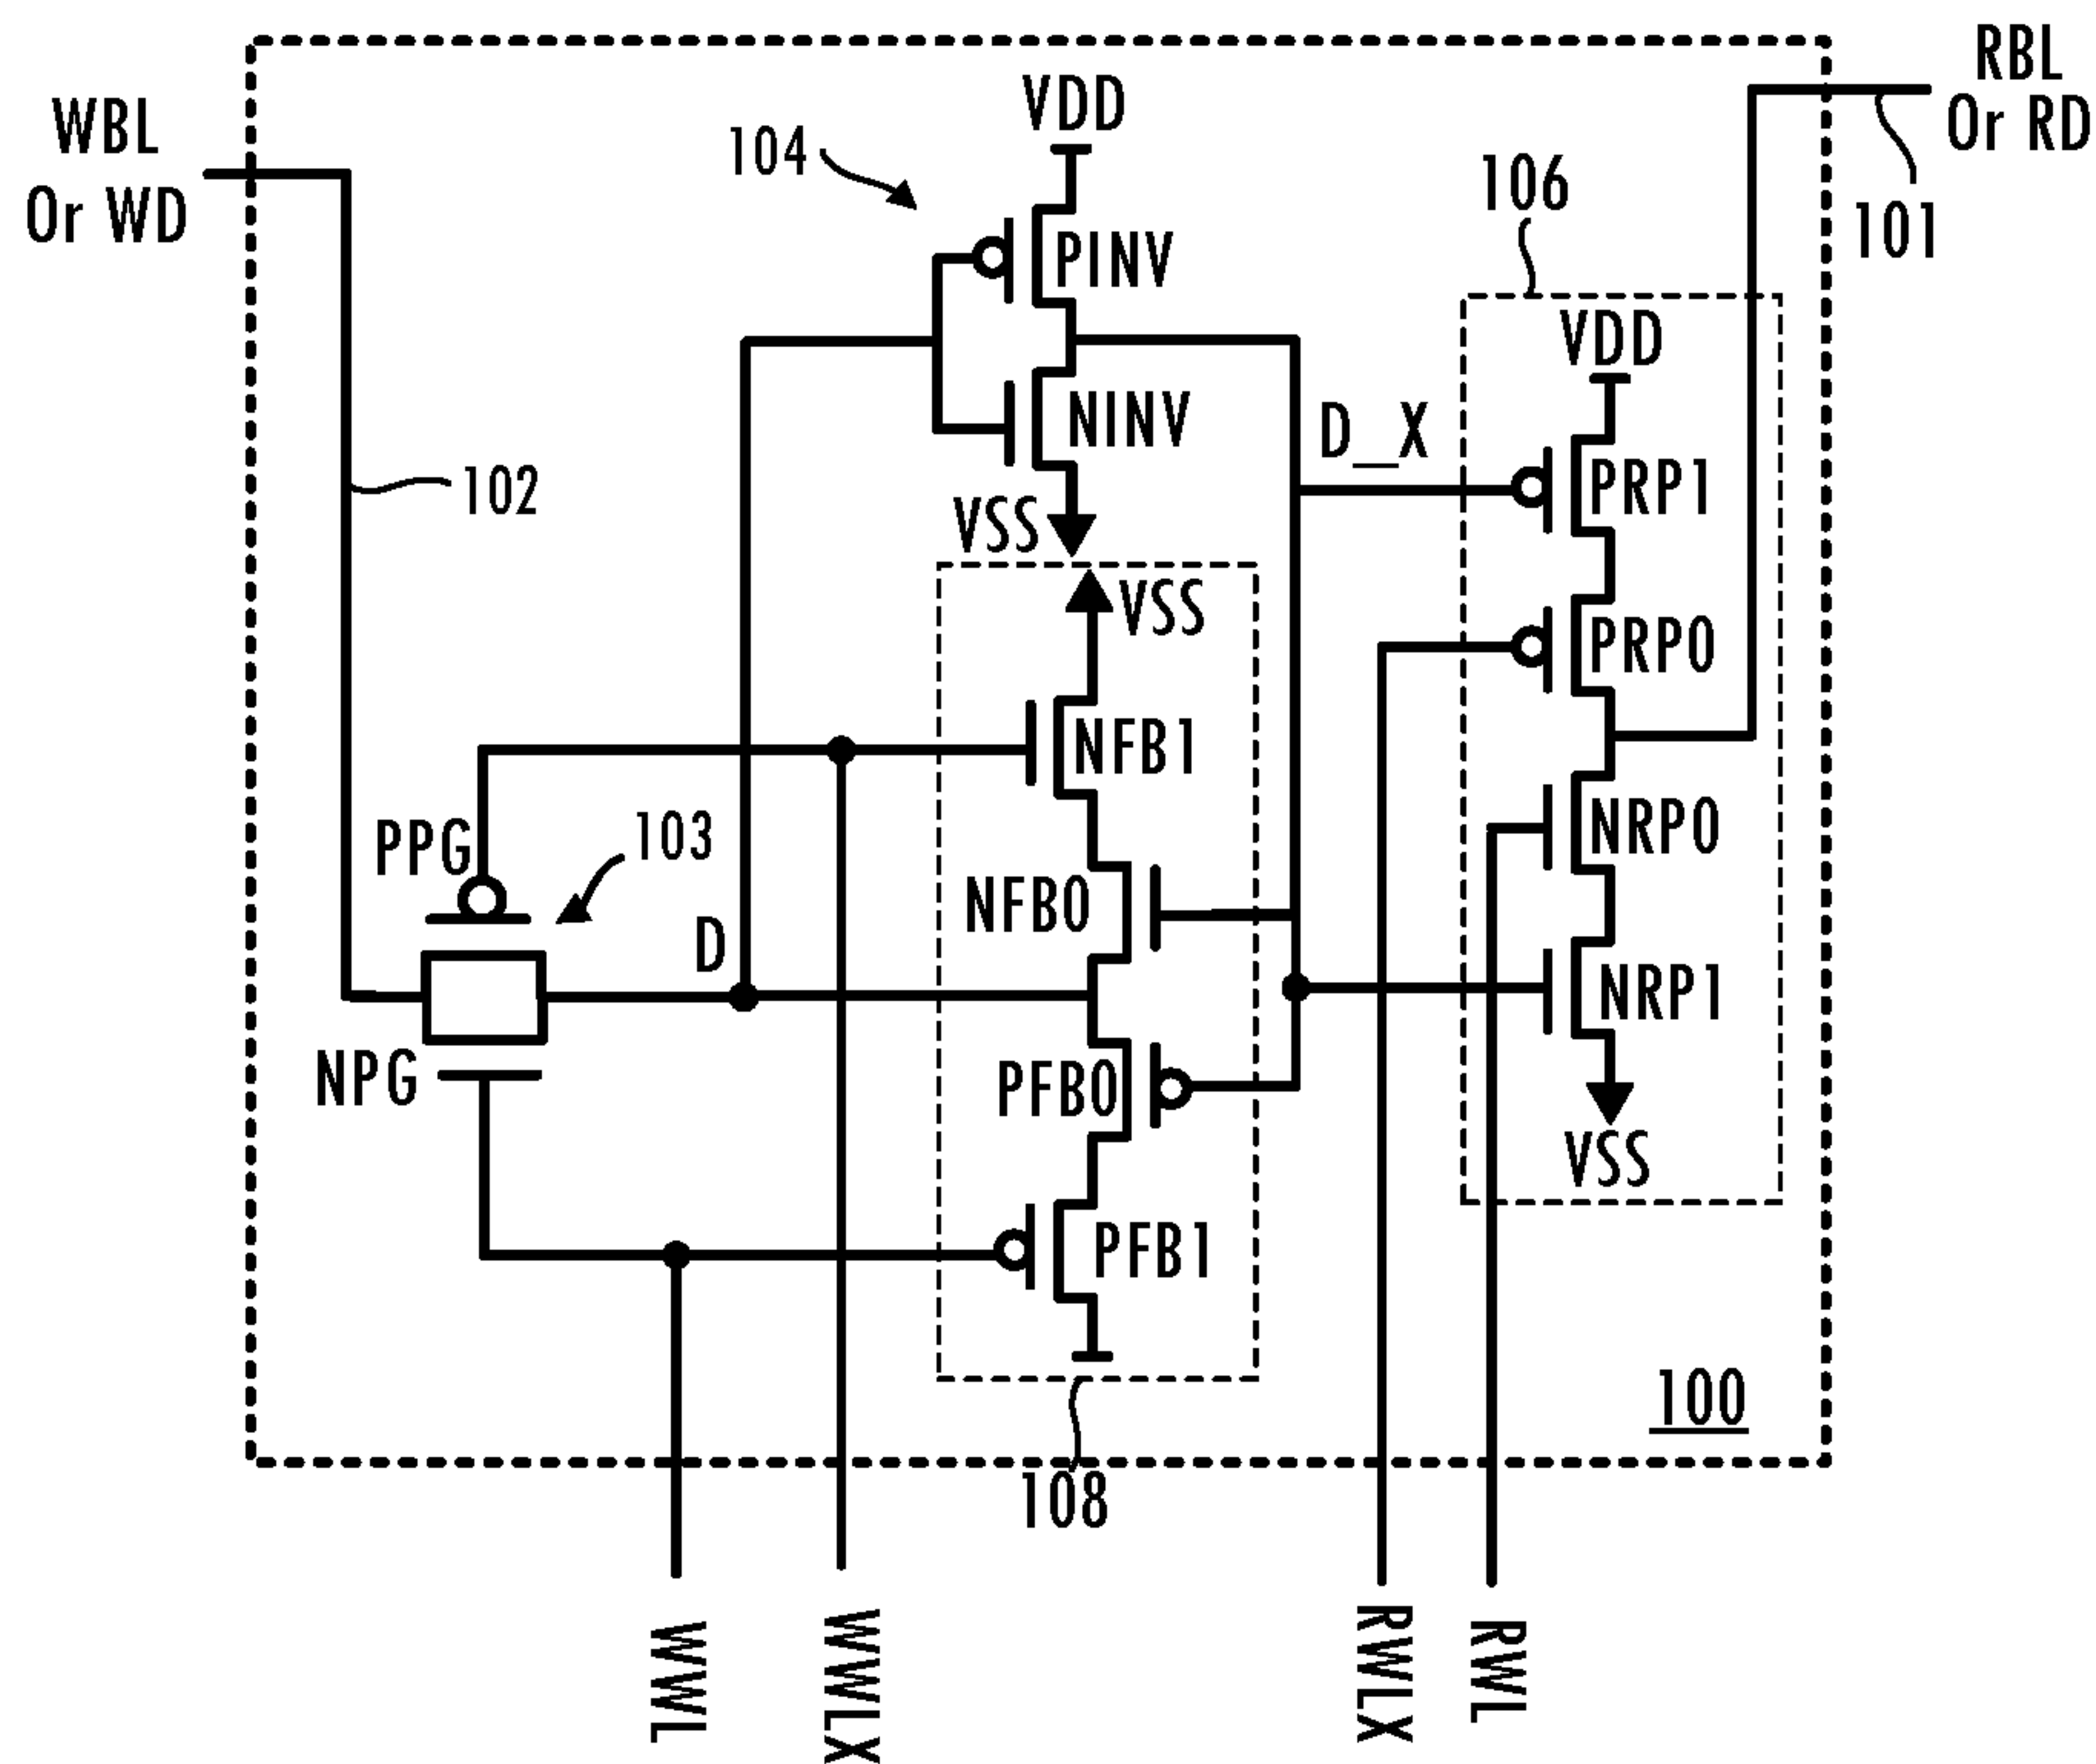 WBL
Or WD
RBL
Or RD
VDD
104
106
101
PINV
VDD
NINV
D_X
102
PRP1
VSS
VSS
PRP0
NFB1
PPG
103
NRP0
NFB0
D
NRP1
NPG
PFB0
VSS
PFB1
100
108
WWL
WWLX
RWLX
RWL